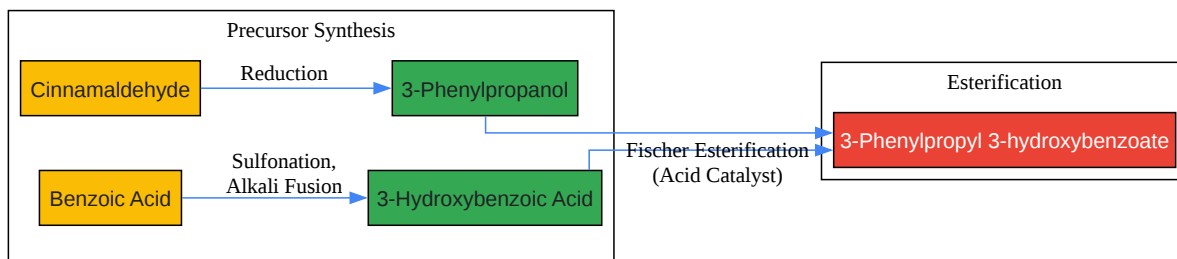 Precursor Synthesis
Cinnamaldehyde
Reduction
3-Phenylpropanol
Benzoic Acid
Sulfonation,
Alkali Fusion
3-Hydroxybenzoic Acid
Fischer Esterification
(Acid Catalyst)
Esterification
3-Phenylpropyl 3-hydroxybenzoate